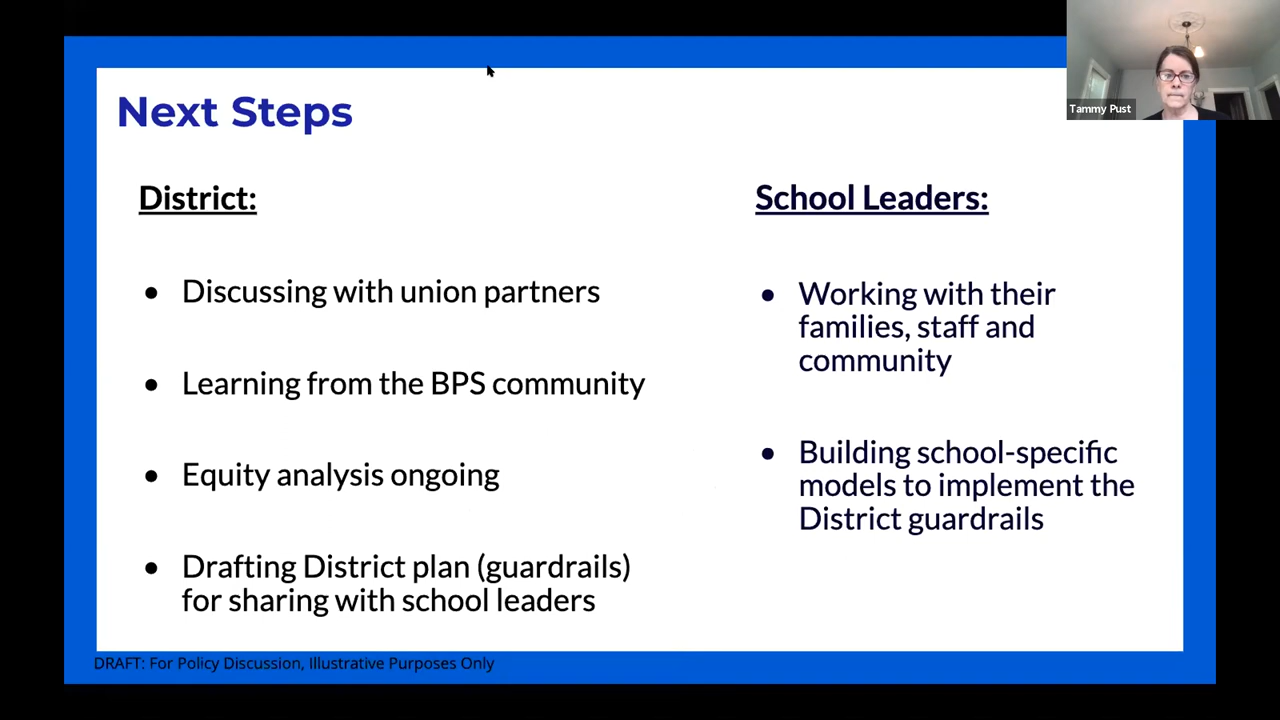 Next Steps
District:
• Discussing with union partners
• Learning from the BPS community
• Equity analysis ongoing
• Drafting District plan (guardrails)
for sharing with school leaders
School Leaders:
• Working with their
families, staff and
community
• Building school-specific
models to implement the
District guardrails
DRAFT: For Policy Discussion, Illustrative Purposes Only
Tammy Pust